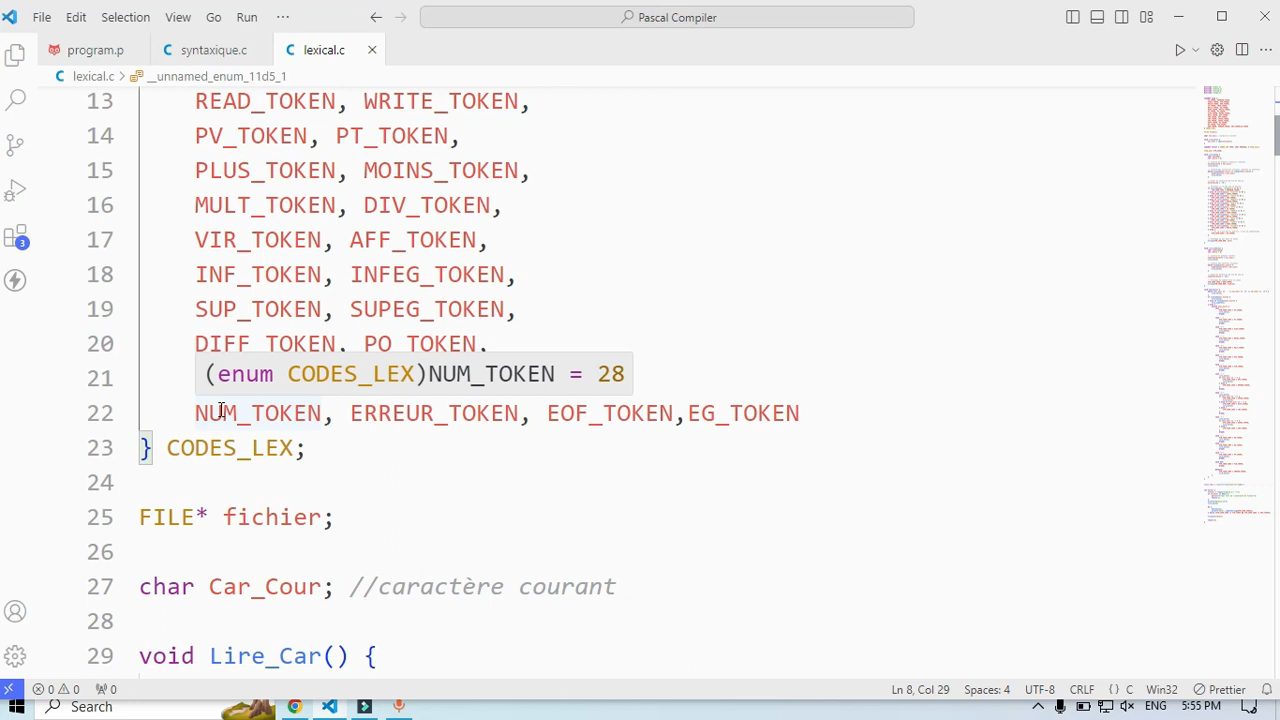 File Edit Selection ··· Pascal Compiler
program.p syntaxique.c lexical.c
lexical.c > __unnamed_enum_11d5_1
13 READ_TOKEN, WRITE_TOKEN,
14 PV_TOKEN, PT_TOKEN,
15 PLUS_TOKEN, MOINS_TOKEN,
16 MULT_TOKEN, DIV_TOKEN,
17 VIR_TOKEN, AFF_TOKEN,
18 INF_TOKEN, INFEG_TOKEN,
19 SUP_TOKEN, SUPEG_TOKEN,
20 DIFF_TOKEN, PO_TOKEN,
21 (enum CODES_LEX)NUM_TOKEN = 28
22 NUM_TOKEN, ERREUR_TOKEN, EOF_TOKEN,EG_TOKEN
23 } CODES_LEX;
24
25 FILE* fichier;
26
27 char Car_Cour; //caractère courant
28
29 void Lire_Car() {
3
0 0 0 Ln 8, Col 29 Spaces: 4 UTF-8 CRLF {} C Win32 Prettier
Search ENG 5:55 PM